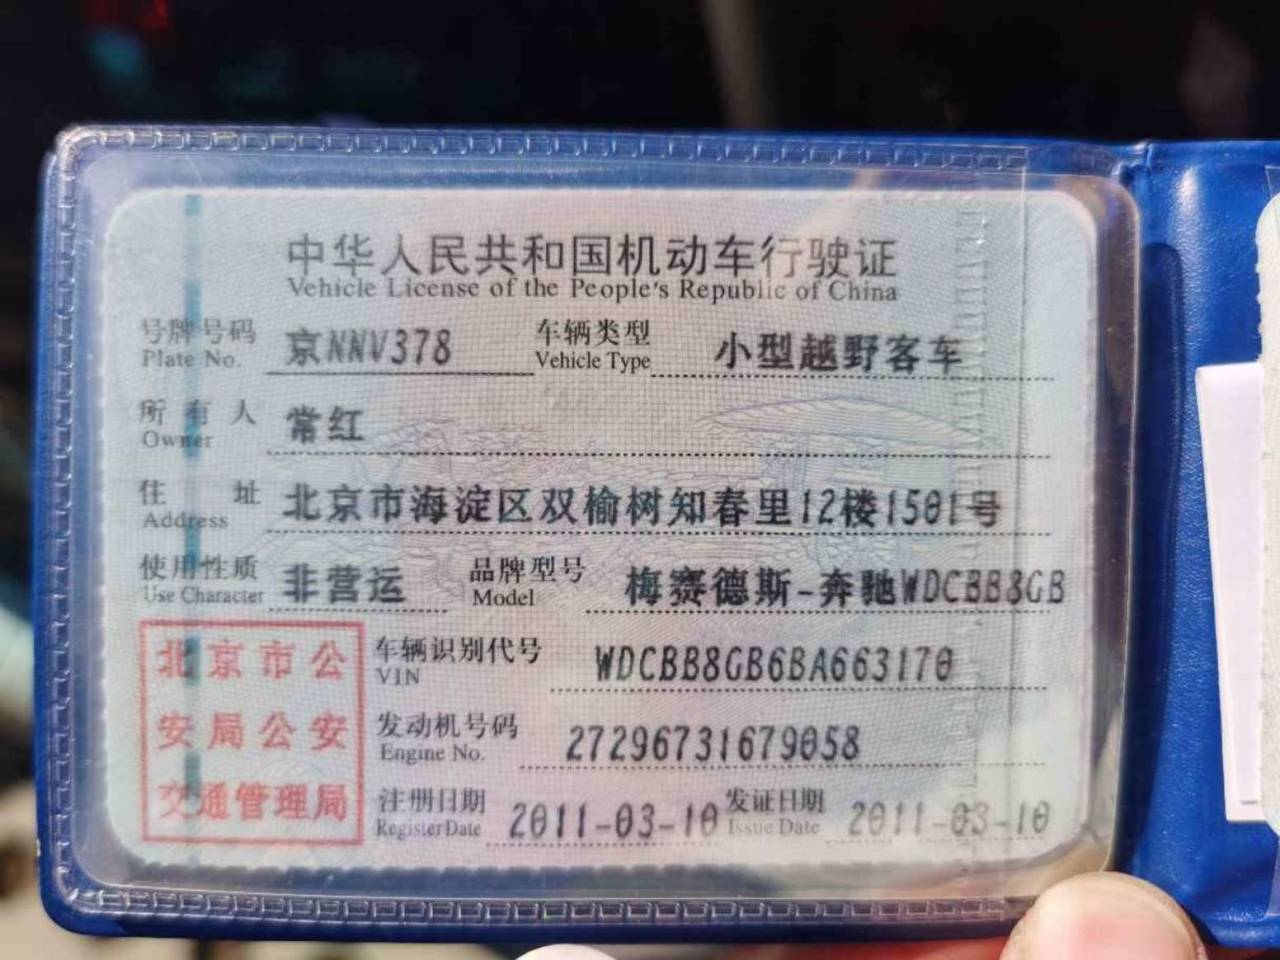 中华人民共和国机动车行驶证
Vehicle License of the People's Republic of China
号牌号码 京NNV378 车辆类型 小型越野客车
Plate No. Vehicle Type
所有人 常红
Owner
住址 北京市海淀区双榆树知春里12楼1501号
Address
使用性质 非营运 品牌型号 梅赛德斯-奔驰WDCBB8GB
Use Character Model
北京市公
安局公安
交通管理局
车辆识别代号 WDCBB8GB6BA663170
VIN
发动机号码 27296731679058
Engine No.
注册日期 2011-03-10 发证日期 2011-03-10
Register Date Issue Date